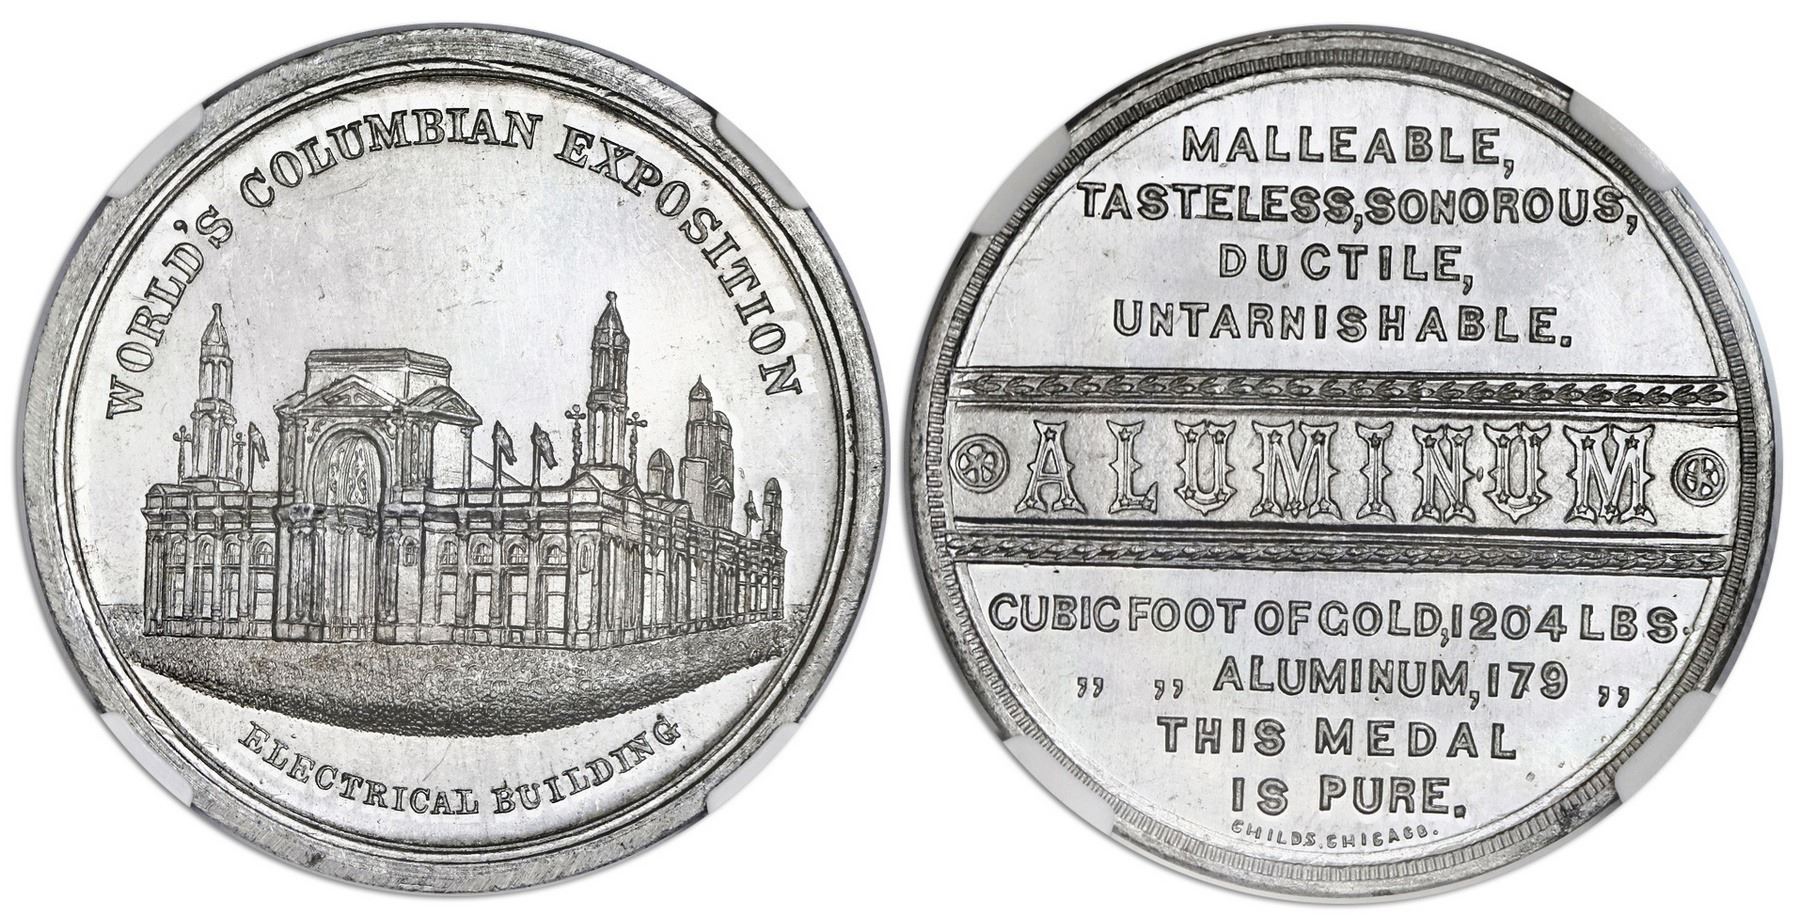 WORLD'S COLUMBIAN EXPOSITION
ELECTRICAL BUILDING
MALLEABLE,
TASTELESS, SONOROUS,
DUCTILE,
UNTARNISHABLE.
ALUMINUM
CUBIC FOOT OF GOLD, 1204 LBS.
,, ,, ALUMINUM, 179 ,,
THIS MEDAL
IS PURE.
CHILDS. CHICAGO.